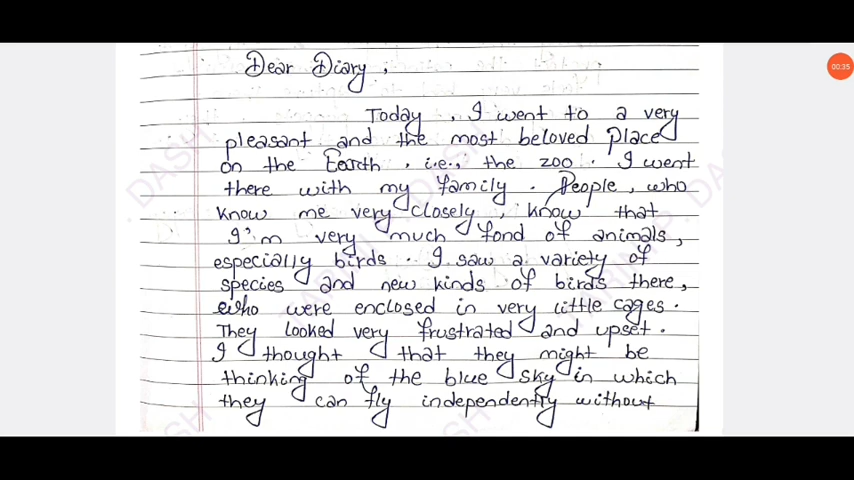 Dear Diary,
Today, I went to a very
pleasant and the most beloved place
on the Earth, i.e., the zoo. I went
there with my family. People, who
know me very closely, know that
I'm very much fond of animals,
especially birds. I saw a variety of
species and new kinds of birds there,
who were enclosed in very little cages.
They looked very frustrated and upset.
I thought that they might be
thinking of the blue sky in which
they can fly independently without
00:35